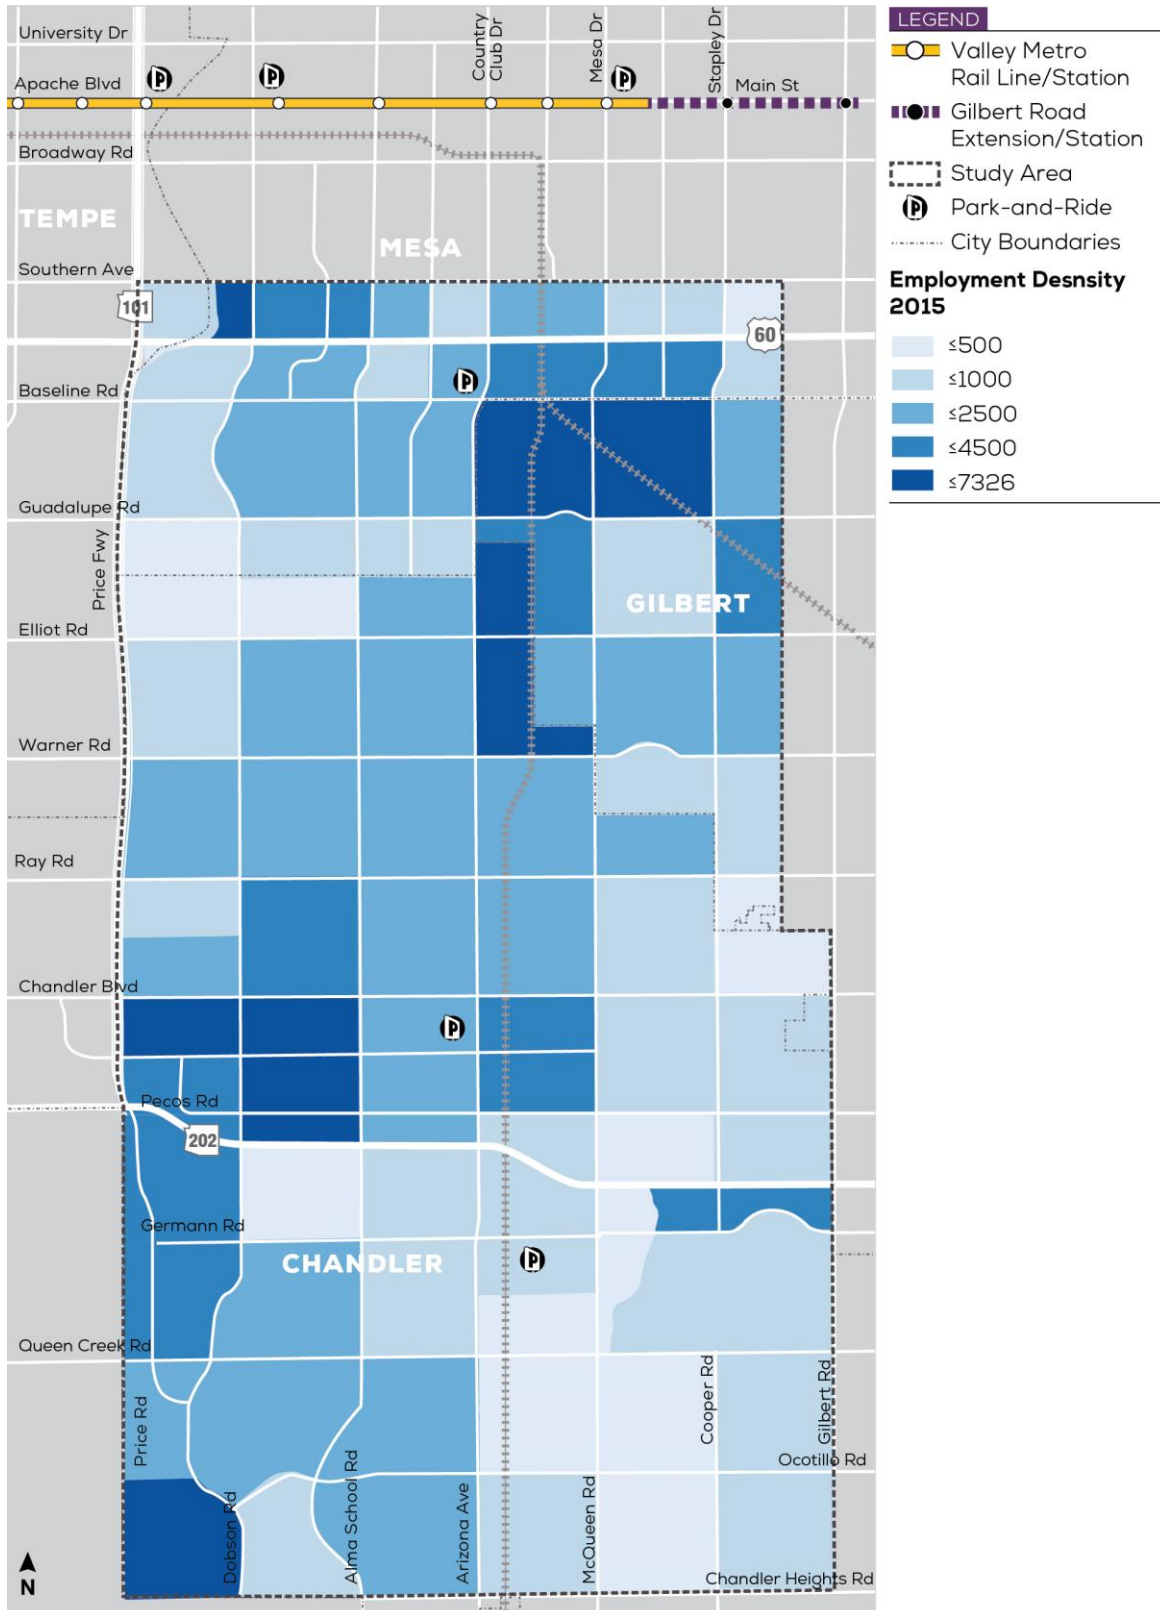 University Dr
Country
Club Dr
Mesa Dr
Stapley Dr
Apache Blvd
Main St
Broadway Rd
TEMPE
MESA
Southern Ave
101
60
Baseline Rd
Guadalupe Rd
Price Fwy
GILBERT
Elliot Rd
Warner Rd
Ray Rd
Chandler Blvd
Pecos Rd
202
Germann Rd
CHANDLER
Queen Creek Rd
Price Rd
Cooper Rd
Gilbert Rd
Ocotillo Rd
Dobson Rd
Alma School Rd
Arizona Ave
McQueen Rd
Chandler Heights Rd
N
P
P
P
P
P
P
LEGEND
Valley Metro
Rail Line/Station
Gilbert Road
Extension/Station
Study Area
P Park-and-Ride
City Boundaries
Employment Desnsity
2015
≤500
≤1000
≤2500
≤4500
≤7326